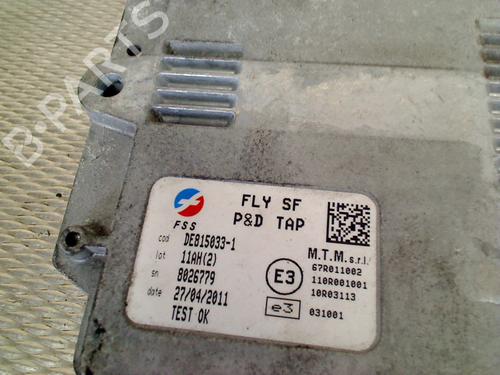 B-PARTS
FLY SF
P&D TAP
FSS
cod DE815033-1
lot 11AH(2)
sn 8026779
date 27/04/2011
TEST OK
M.T.M. s.r.l.
67R011002
110R001001
10R03113
E3
e3 031001